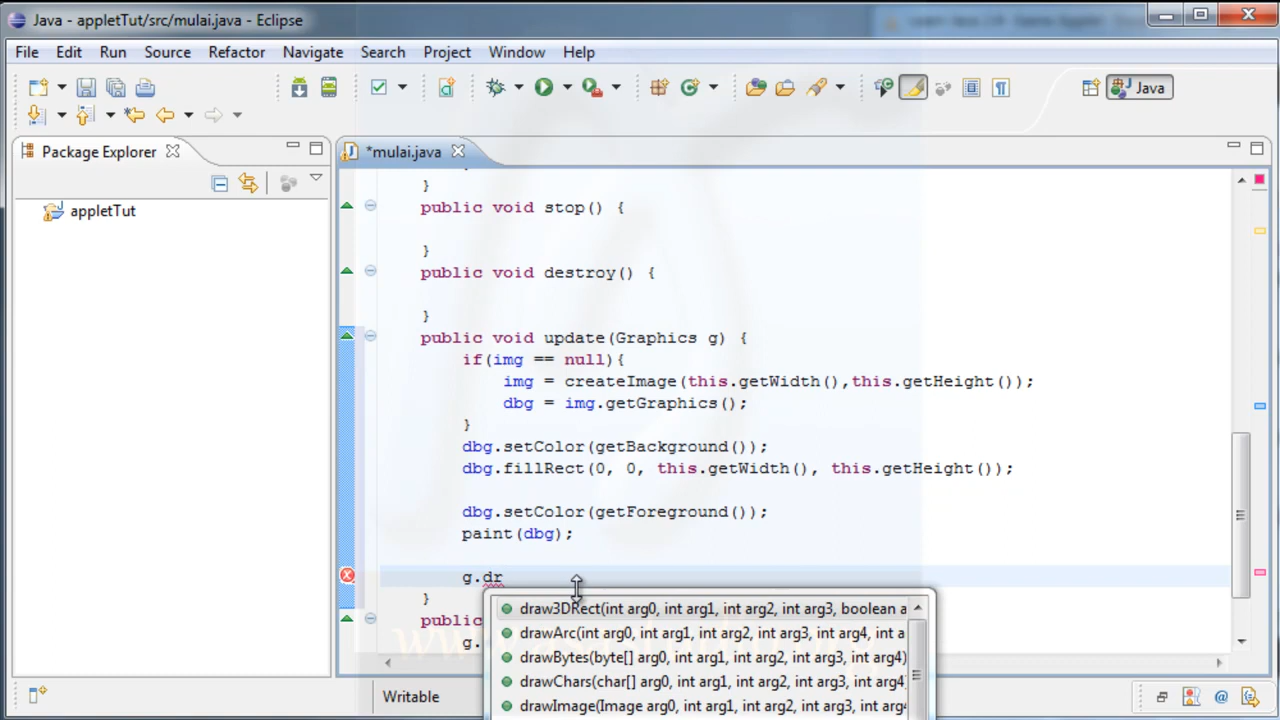 Java - appletTut/src/mulai.java - Eclipse
File Edit Run Source Refactor Navigate Search Project Window Help
Java
Package Explorer
*mulai.java
appletTut
}
public void stop() {
}
public void destroy() {
}
public void update(Graphics g) {
if(img == null){
img = createImage(this.getWidth(),this.getHeight());
dbg = img.getGraphics();
}
dbg.setColor(getBackground());
dbg.fillRect(0, 0, this.getWidth(), this.getHeight());
dbg.setColor(getForeground());
paint(dbg);
g.dr
}
publ
g.
draw3DRect(int arg0, int arg1, int arg2, int arg3, boolean a
drawArc(int arg0, int arg1, int arg2, int arg3, int arg4, int a
drawBytes(byte[] arg0, int arg1, int arg2, int arg3, int arg4)
drawChars(char[] arg0, int arg1, int arg2, int arg3, int arg4
drawImage(Image arg0, int arg1, int arg2, int arg3, int arg
Writable